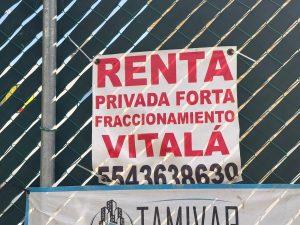 RENTA
PRIVADA FORTA
FRACCIONAMIENTO
VITALÁ
5543638630
TAMIYAR